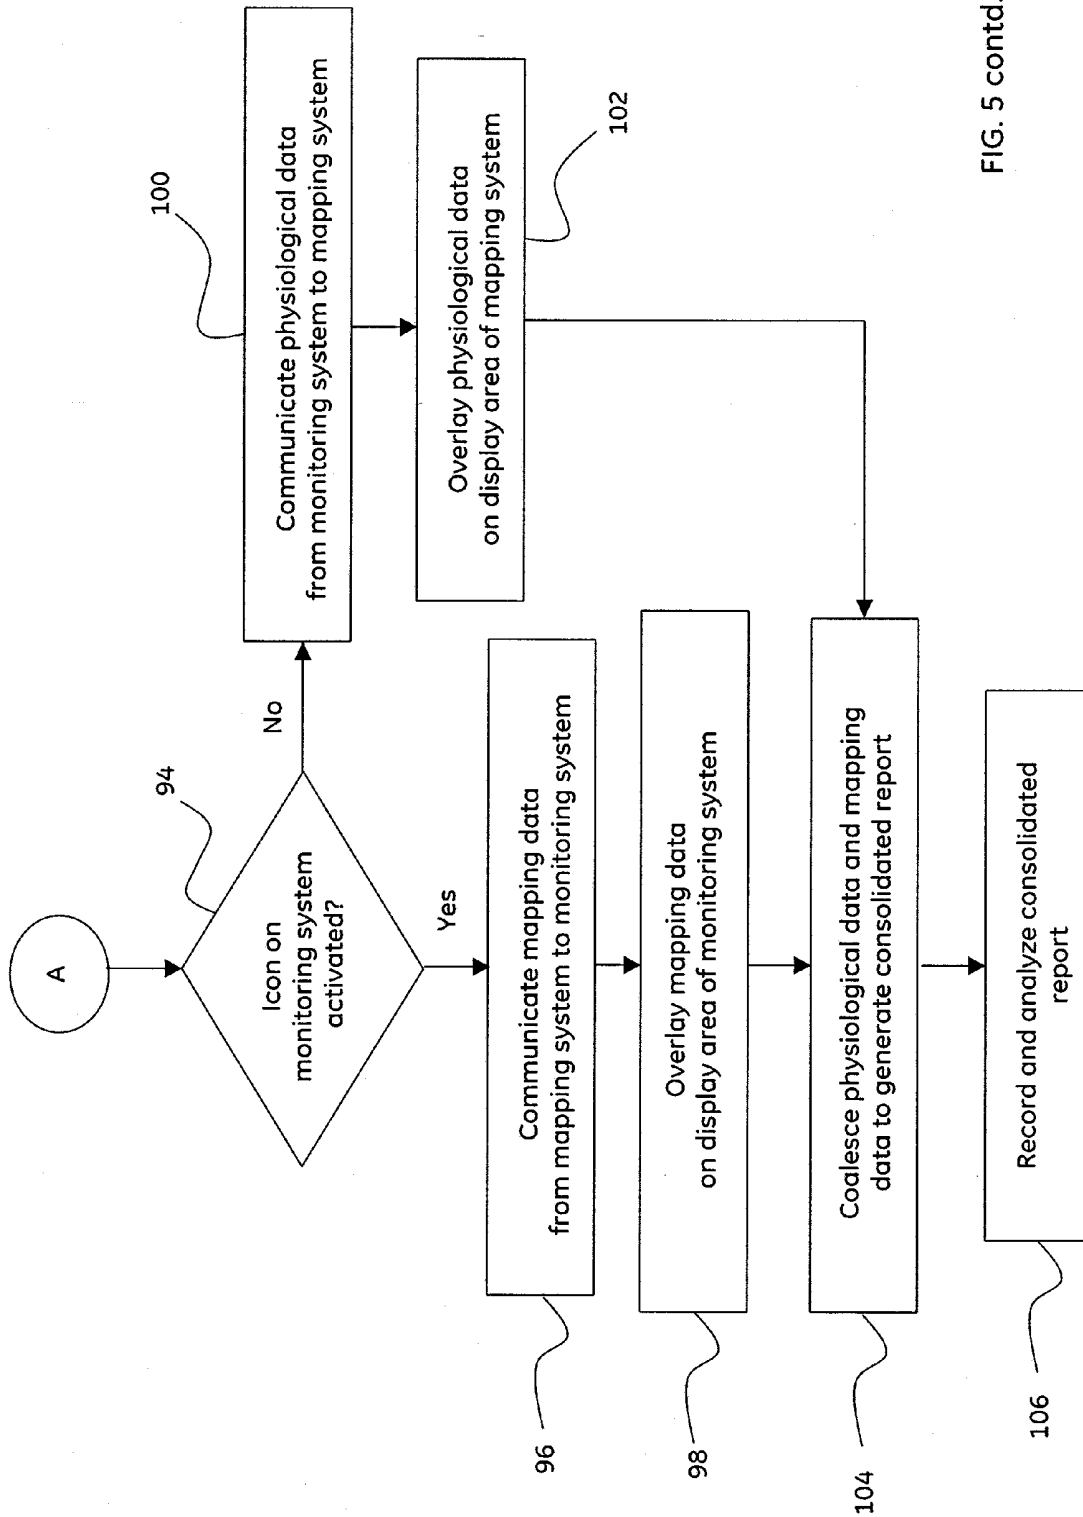 A
94
Icon on
monitoring system
activated?
No
Yes
100
Communicate physiological data
from monitoring system to mapping system
Overlay physiological data
on display area of mapping system
102
96
Communicate mapping data
from mapping system to monitoring system
98
Overlay mapping data
on display area of monitoring system
104
Coalesce physiological data and mapping
data to generate consolidated report
106
Record and analyze consolidated
report
FIG. 5 contd.